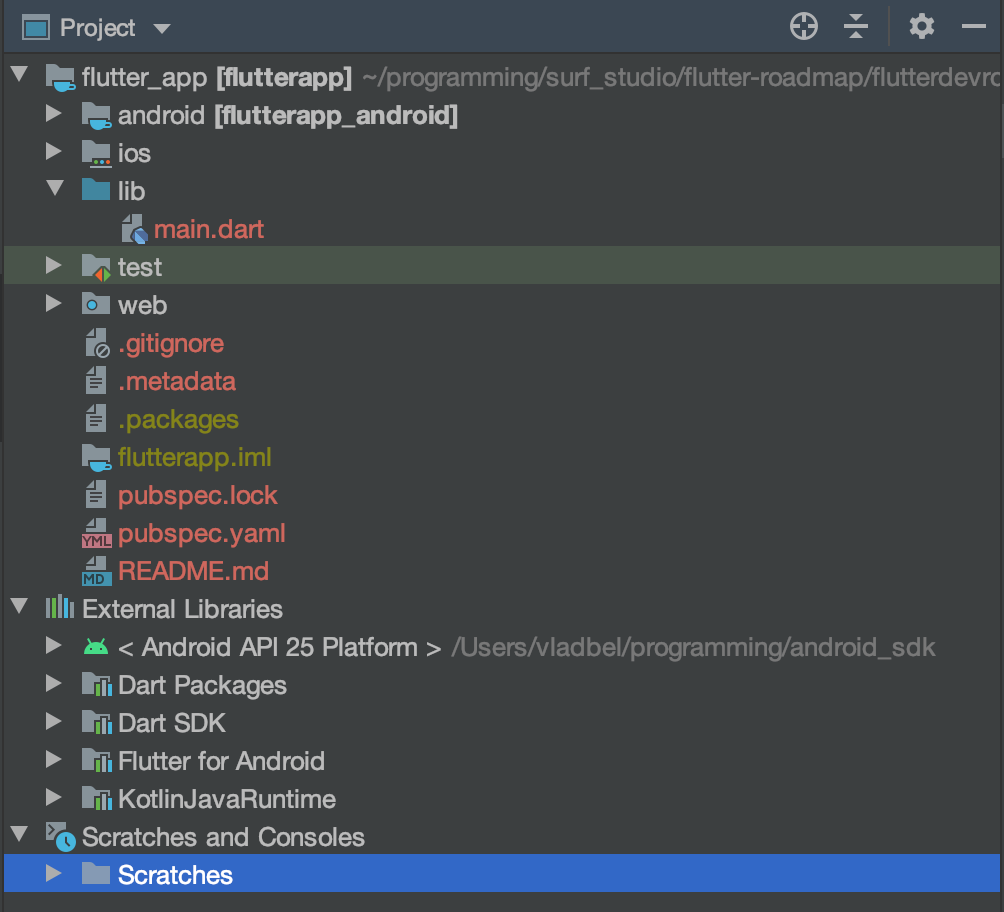 Project
flutter_app [flutterapp] ~/programming/surf_studio/flutter-roadmap/flutterdevro
android [flutterapp_android]
ios
lib
main.dart
test
web
.gitignore
.metadata
.packages
flutterapp.iml
pubspec.lock
YML pubspec.yaml
MD README.md
External Libraries
< Android API 25 Platform > /Users/vladbel/programming/android_sdk
Dart Packages
Dart SDK
Flutter for Android
KotlinJavaRuntime
Scratches and Consoles
Scratches